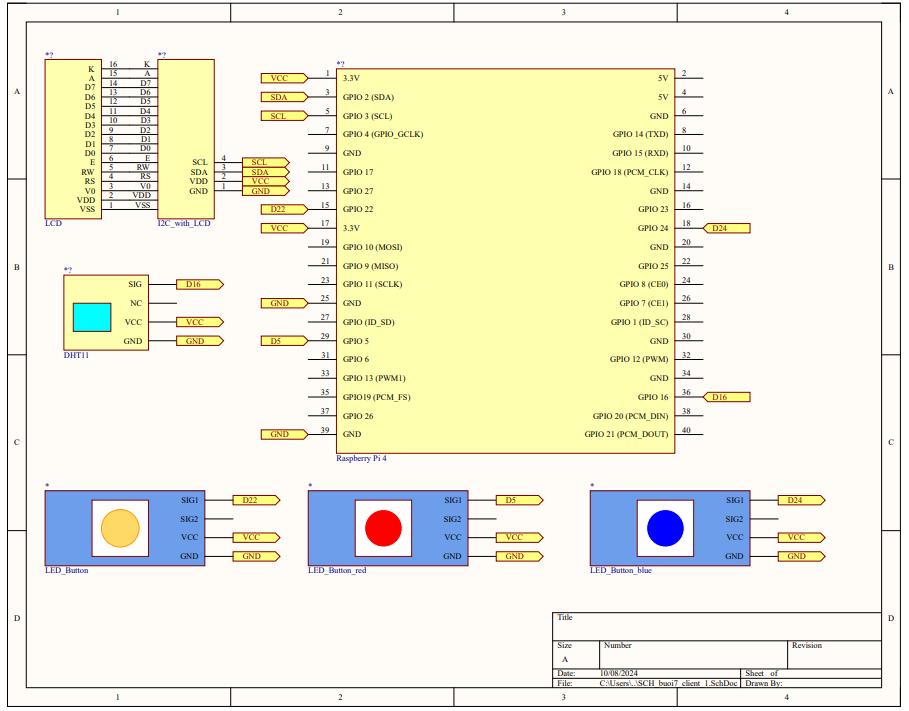 1 2 3 4
A A
B B
C C
D D
*?
LCD
K 16 K
A 15 A
D7 14 D7
D6 13 D6
D5 12 D5
D4 11 D4
D3 10 D3
D2 9 D2
D1 8 D1
D0 7 D0
E 6 E
RW 5 RW
RS 4 RS
V0 3 V0
VDD 2 VDD
VSS 1 VSS
*?
SCL 4 SCL
SDA 3 SDA
VDD 2 VCC
GND 1 GND
I2C_with_LCD
*?
SIG D16
NC
VCC VCC
GND GND
DHT11
*?
VCC 1 3.3V 5V 2
SDA 3 GPIO 2 (SDA) 5V 4
SCL 5 GPIO 3 (SCL) GND 6
7 GPIO 4 (GPIO_GCLK) GPIO 14 (TXD) 8
9 GND GPIO 15 (RXD) 10
11 GPIO 17 GPIO 18 (PCM_CLK) 12
13 GPIO 27 GND 14
D22 15 GPIO 22 GPIO 23 16
VCC 17 3.3V GPIO 24 18 D24
19 GPIO 10 (MOSI) GND 20
21 GPIO 9 (MISO) GPIO 25 22
23 GPIO 11 (SCLK) GPIO 8 (CE0) 24
GND 25 GND GPIO 7 (CE1) 26
27 GPIO (ID_SD) GPIO 1 (ID_SC) 28
D5 29 GPIO 5 GND 30
31 GPIO 6 GPIO 12 (PWM) 32
33 GPIO 13 (PWM1) GND 34
35 GPIO19 (PCM_FS) GPIO 16 36 D16
37 GPIO 26 GPIO 20 (PCM_DIN) 38
GND 39 GND GPIO 21 (PCM_DOUT) 40
Raspberry Pi 4
*
SIG1 D22
SIG2
VCC VCC
GND GND
LED_Button
*
SIG1 D5
SIG2
VCC VCC
GND GND
LED_Button_red
*
SIG1 D24
SIG2
VCC VCC
GND GND
LED_Button_blue
Title
Size Number Revision
A
Date: 10/08/2024 Sheet of
File: C:\Users\..\SCH_buoi7_client_1.SchDoc Drawn By:
1 2 3 4